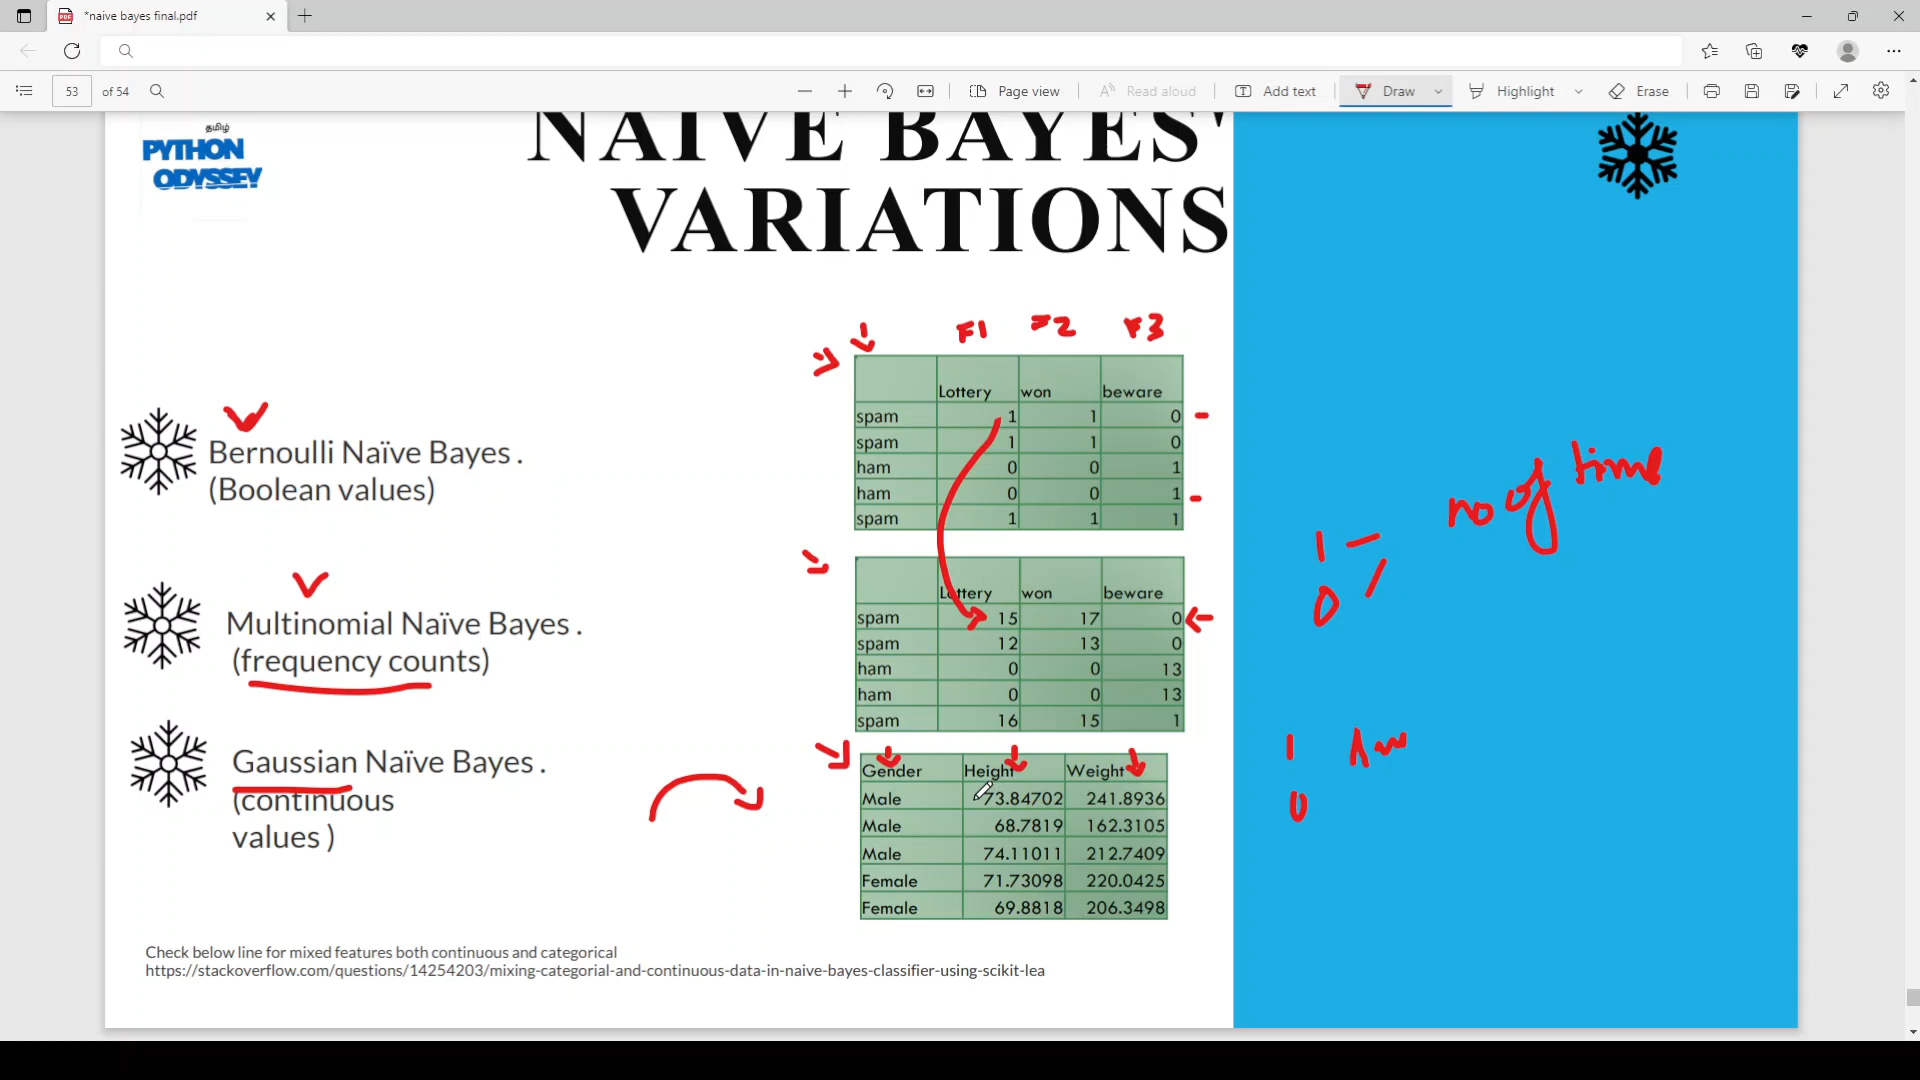 *naive bayes final.pdf
53 of 54 Page view Read aloud Add text Draw Highlight Erase
தமிழ்
PYTHON
ODYSSEY
NAIVE BAYES'
VARIATIONS
F1 F2 F3
Lottery won beware
spam 1 1 0
spam 1 1 0
ham 0 0 1
ham 0 0 1
spam 1 1 1
Bernoulli Naïve Bayes .
(Boolean values)
no of time
1
0
Lottery won beware
spam 15 17 0
spam 12 13 0
ham 0 0 13
ham 0 0 13
spam 16 15 1
Multinomial Naïve Bayes .
(frequency counts)
1
0
Gender Height Weight
Male 73.84702 241.8936
Male 68.7819 162.3105
Male 74.11011 212.7409
Female 71.73098 220.0425
Female 69.8818 206.3498
Gaussian Naïve Bayes .
(continuous
values )
Check below line for mixed features both continuous and categorical
https://stackoverflow.com/questions/14254203/mixing-categorial-and-continuous-data-in-naive-bayes-classifier-using-scikit-lea